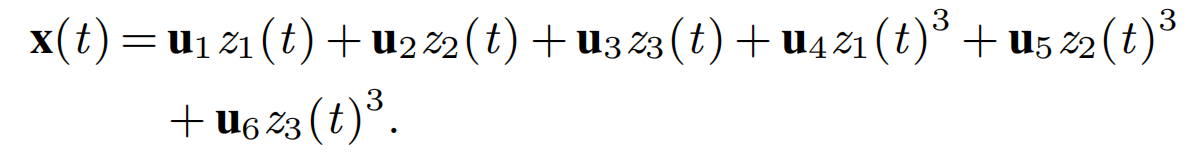 𝐱(t) = 𝐮₁ z₁(t) + 𝐮₂ z₂(t) + 𝐮₃ z₃(t) + 𝐮₄ z₁(t)³ + 𝐮₅ z₂(t)³
+ 𝐮₆ z₃(t)³.